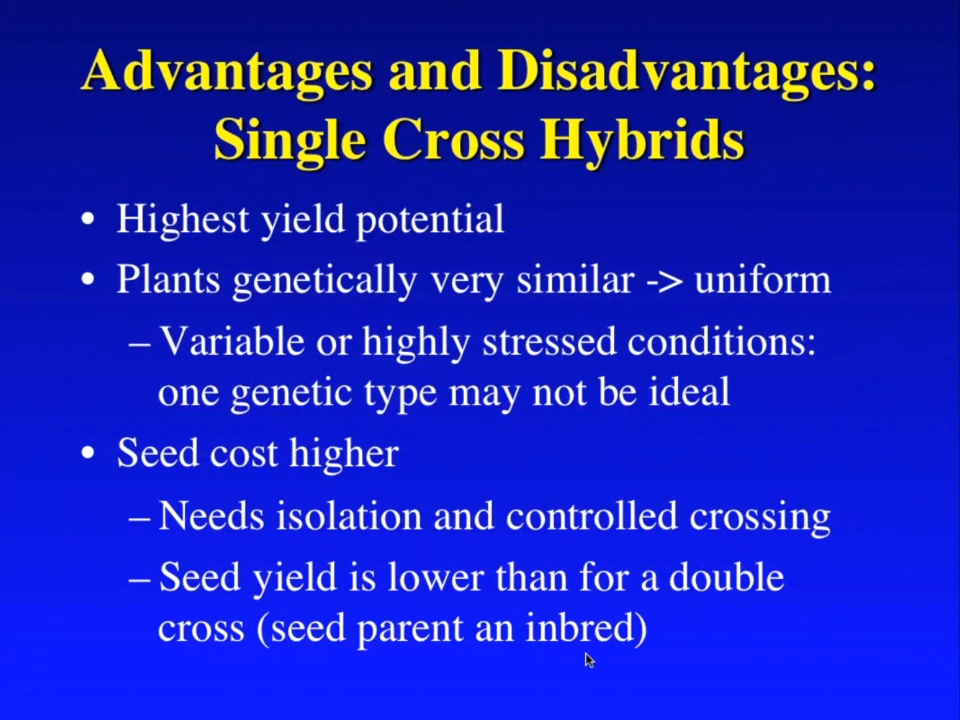 Advantages and Disadvantages:
Single Cross Hybrids
• Highest yield potential
• Plants genetically very similar -> uniform
– Variable or highly stressed conditions:
one genetic type may not be ideal
• Seed cost higher
– Needs isolation and controlled crossing
– Seed yield is lower than for a double
cross (seed parent an inbred)